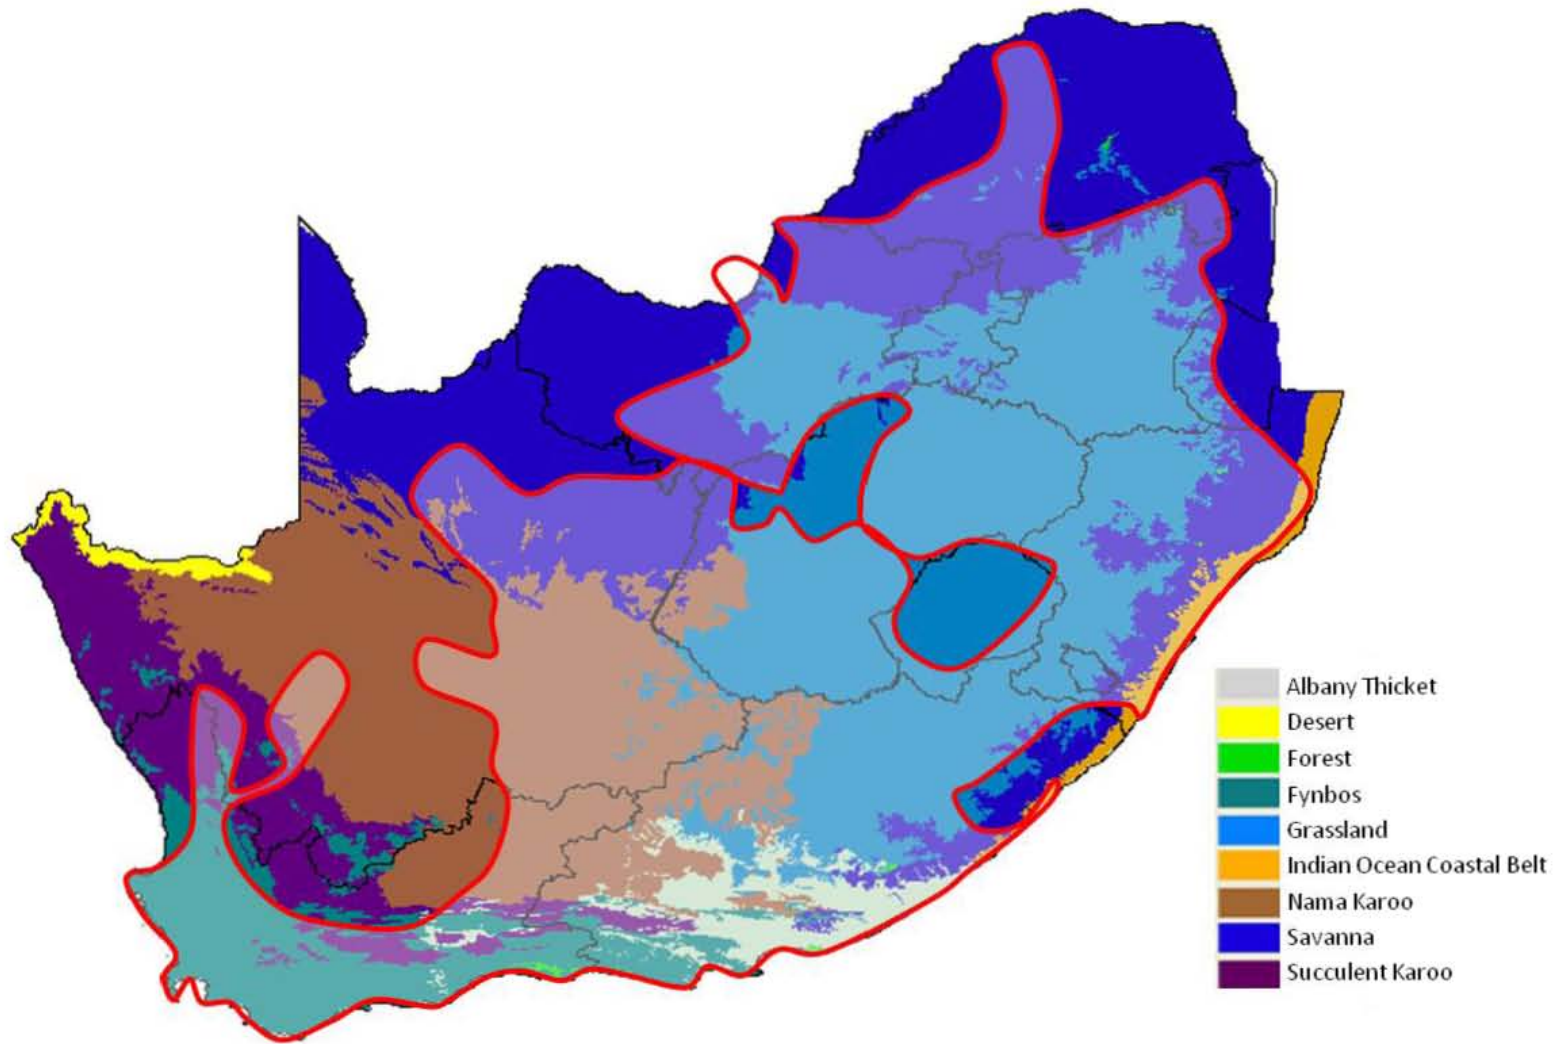 Albany Thicket
Desert
Forest
Fynbos
Grassland
Indian Ocean Coastal Belt
Nama Karoo
Savanna
Succulent Karoo